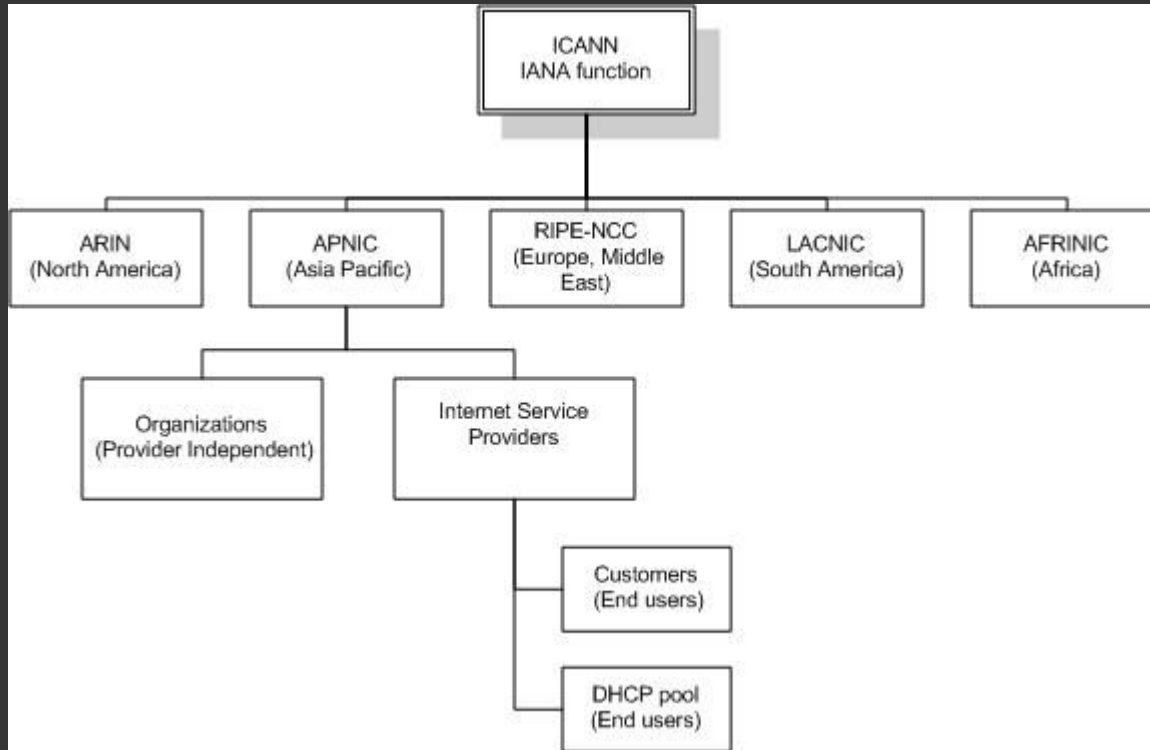 ICANN
IANA function
ARIN
(North America)
APNIC
(Asia Pacific)
RIPE-NCC
(Europe, Middle
East)
LACNIC
(South America)
AFRINIC
(Africa)
Organizations
(Provider Independent)
Internet Service
Providers
Customers
(End users)
DHCP pool
(End users)